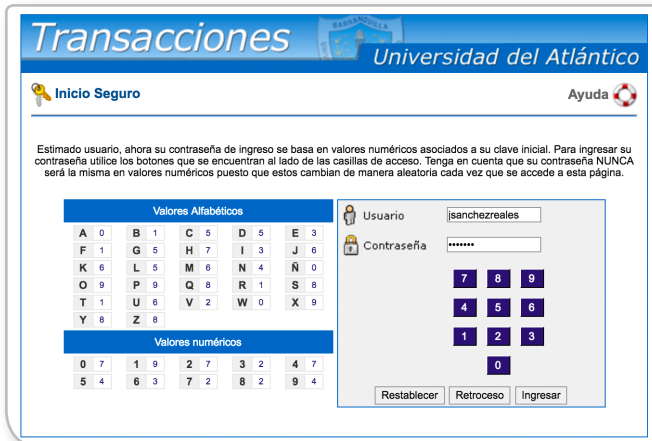 Transacciones
BARRANQUILLA
Universidad del Atlántico
Inicio Seguro
Ayuda
Estimado usuario, ahora su contraseña de ingreso se basa en valores numéricos asociados a su clave inicial. Para ingresar su
contraseña utilice los botones que se encuentran al lado de las casillas de acceso. Tenga en cuenta que su contraseña NUNCA
será la misma en valores numéricos puesto que estos cambian de manera aleatoria cada vez que se accede a esta página.
Valores Alfabéticos
A 0 B 1 C 5 D 5 E 3
F 1 G 5 H 7 I 3 J 6
K 6 L 5 M 6 N 4 Ñ 0
O 9 P 9 Q 8 R 1 S 8
T 1 U 6 V 2 W 0 X 9
Y 8 Z 8
Valores numéricos
0 7 1 9 2 7 3 2 4 7
5 4 6 3 7 2 8 2 9 4
Usuario jsanchezreales
Contraseña •••••••
7 8 9
4 5 6
1 2 3
0
Restablecer Retroceso Ingresar